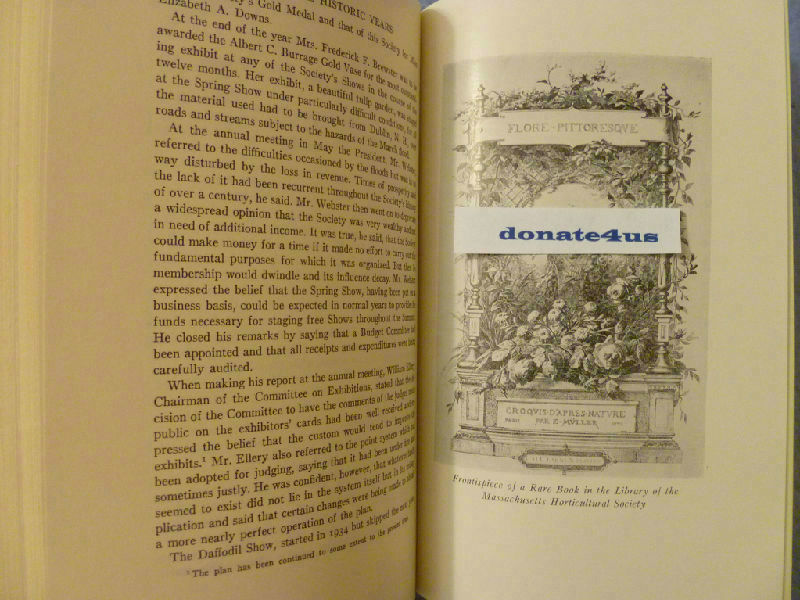 HISTORIC YEARS
Gold Medal and that of this Society for
Elizabeth A. Downs.
At the end of the year Mrs. Frederick F. Brewster was
awarded the Albert C. Burrage Gold Vase for the most
exhibit at any of the Society's Shows in the course of the
twelve months. Her exhibit, a beautiful tulip garden, was staged
at the Spring Show under particularly difficult conditions, for all
the material used had to be brought from Dublin, N. H., over
roads and streams subject to the hazards of the March flood.
At the annual meeting in May the President, Mr. Webster,
referred to the difficulties occasioned by the floods but was in no
way disturbed by the loss in revenue. Times of prosperity and
the lack of it had been recurrent throughout the Society's history
of over a century, he said. Mr. Webster then went on to
a widespread opinion that the Society was very wealthy and not
in need of additional income. It was true, he said, that the Society
could make money for a time if it made no effort to carry out the
fundamental purposes for which it was organized. But then its
membership would dwindle and its influence decay. Mr. Webster
expressed the belief that the Spring Show, having been put on a
business basis, could be expected in normal years to provide the
funds necessary for staging free Shows throughout the
He closed his remarks by saying that a Budget Committee had
been appointed and that all receipts and expenditures were being
carefully audited.
When making his report at the annual meeting, William Ellery,
Chairman of the Committee on Exhibitions, stated that the de-
cision of the Committee to have the comments of the judges
public on the exhibitors' cards had been well received and
pressed the belief that the custom would tend to improve the
exhibits.¹ Mr. Ellery also referred to the point system which had
been adopted for judging, saying that it had been under
sometimes justly. He was confident, however, that whatever
seemed to exist did not lie in the system itself but in its
plication and said that certain changes were being made to
a more nearly perfect operation of the plan.
The Daffodil Show, started in 1934 but skipped the next year,
¹ The plan has been continued to some extent to the present time.
FLORE·PITTORESQVE
donate4us
CROQVIS·D'APRES·NATVRE
PAR·E·MÜLLER
Frontispiece of a Rare Book in the Library of the
Massachusetts Horticultural Society